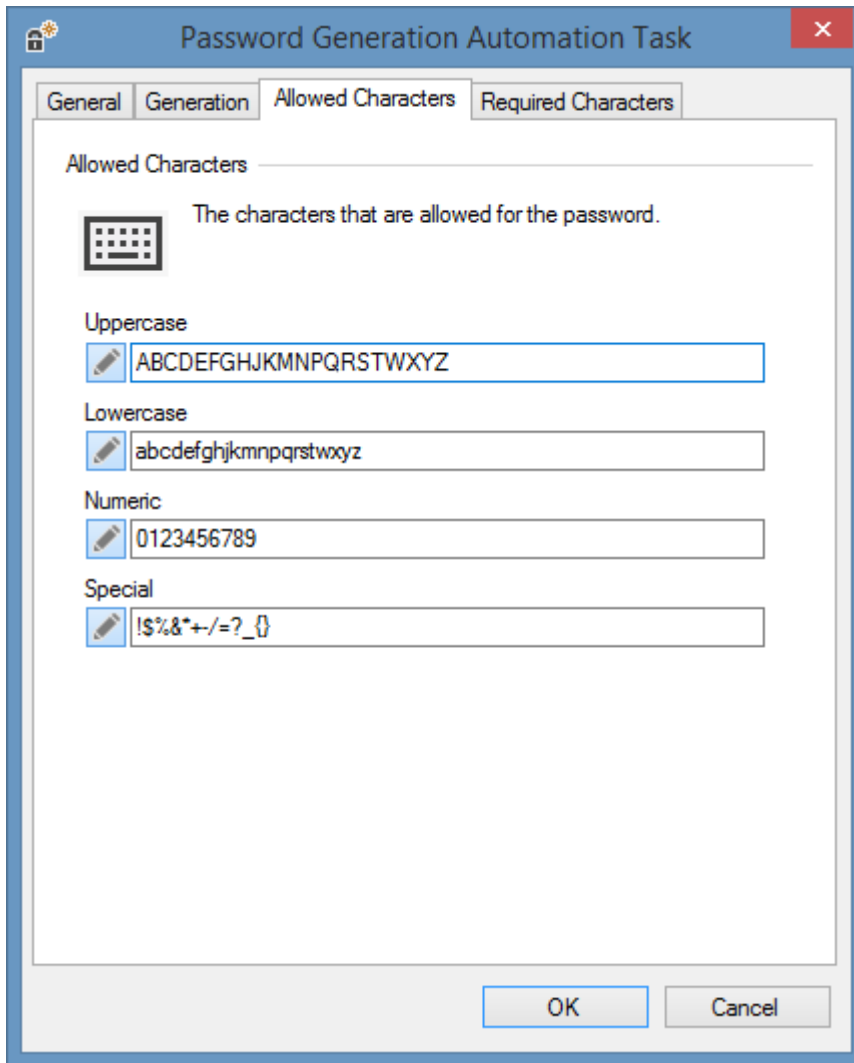 Password Generation Automation Task
General Generation Allowed Characters Required Characters
Allowed Characters
The characters that are allowed for the password.
Uppercase
ABCDEFGHJKMNPQRSTWXYZ
Lowercase
abcdefghjkmnpqrstwxyz
Numeric
0123456789
Special
!$%&*+-/=?_{}
OK Cancel